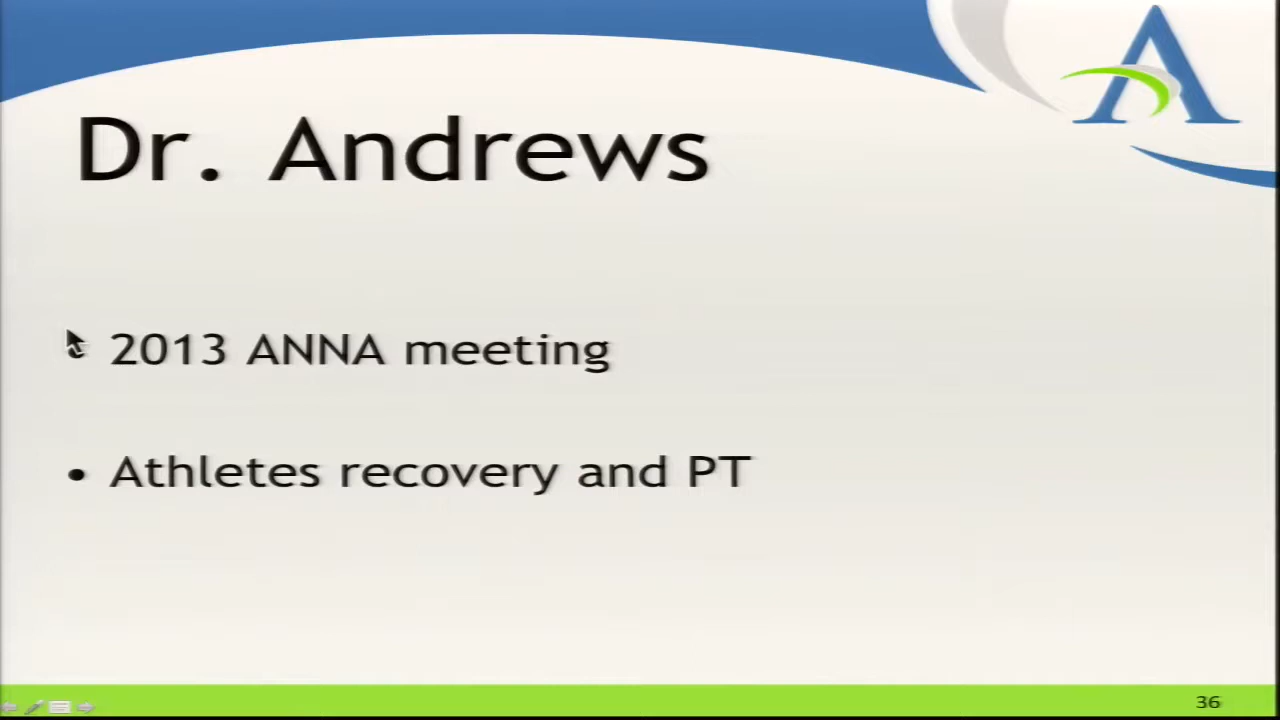 Dr. Andrews
• 2013 ANNA meeting
• Athletes recovery and PT
36